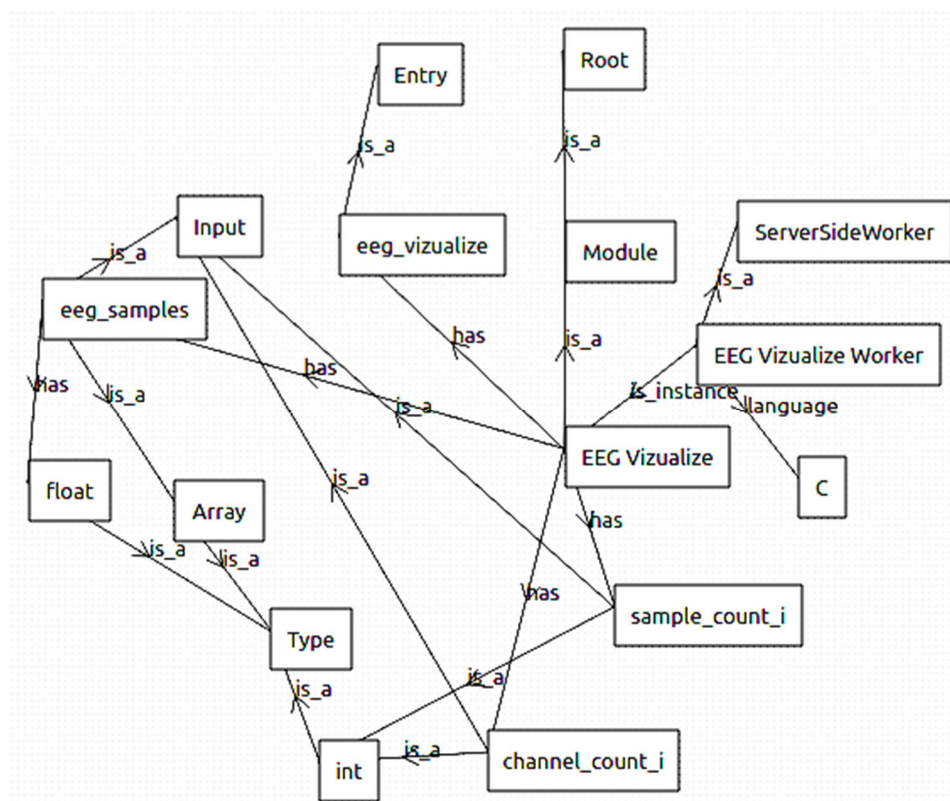 Root
Entry
is_a
is_a
Input
eeg_vizualize
Module
ServerSideWorker
is_a
is_a
eeg_samples
has
is_a
EEG Vizualize Worker
has
has
is_a
is_a
Is_instance
language
float
Array
is_a
EEG Vizualize
C
is_a
is_a
has
has
Type
sample_count_i
is_a
is_a
is_a
int
channel_count_i